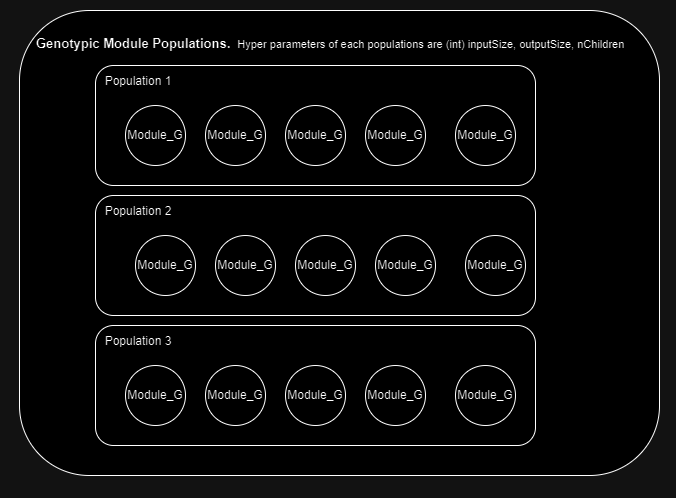 Genotypic Module Populations. Hyper parameters of each populations are (int) inputSize, outputSize, nChildren
Population 1
Module_G Module_G Module_G Module_G Module_G
Population 2
Module_G Module_G Module_G Module_G Module_G
Population 3
Module_G Module_G Module_G Module_G Module_G